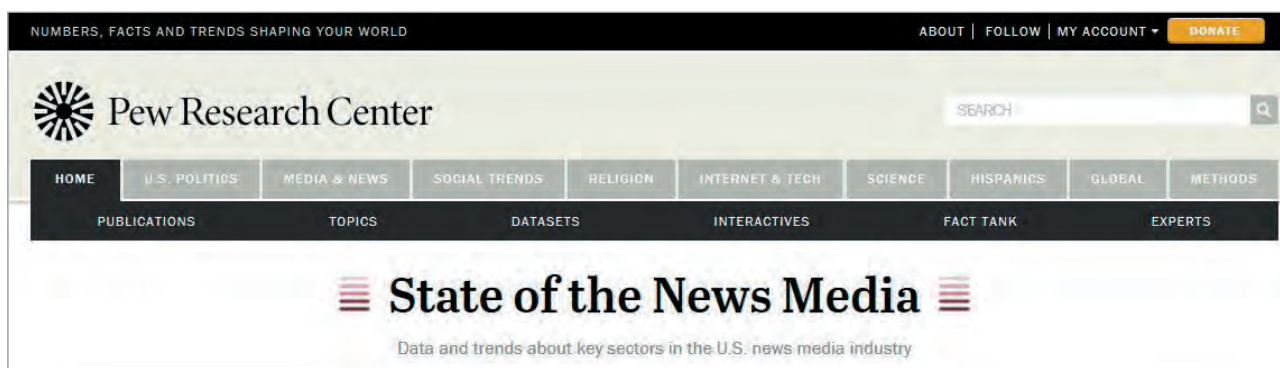 NUMBERS, FACTS AND TRENDS SHAPING YOUR WORLD ABOUT | FOLLOW | MY ACCOUNT DONATE
Pew Research Center SEARCH
HOME U.S. POLITICS MEDIA & NEWS SOCIAL TRENDS RELIGION INTERNET & TECH SCIENCE HISPANICS GLOBAL METHODS
PUBLICATIONS TOPICS DATASETS INTERACTIVES FACT TANK EXPERTS
State of the News Media
Data and trends about key sectors in the U.S. news media industry